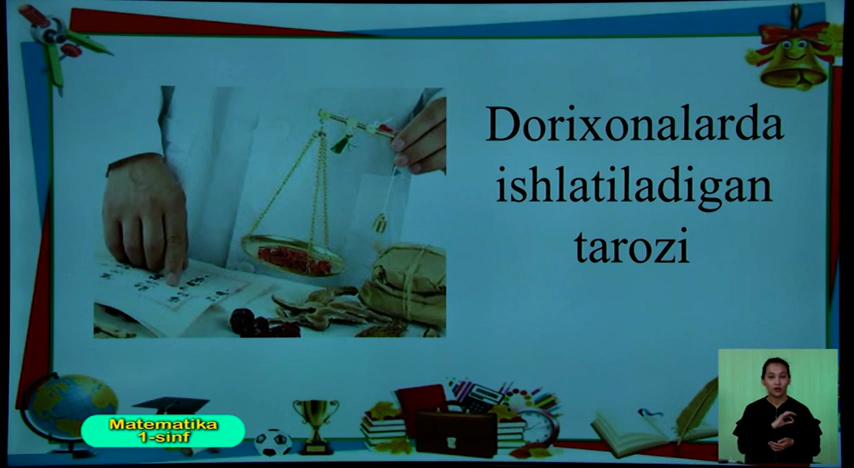 Dorixonalarda
ishlatiladigan
tarozi
Matematika
1-sinf